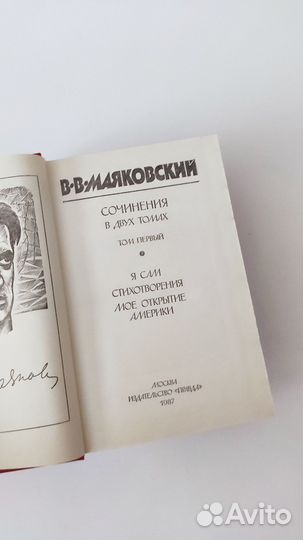 В·В·МАЯКОВСКИЙ
СОЧИНЕНИЯ
В ДВУХ ТОМАХ
ТОМ ПЕРВЫЙ
Я САМ
СТИХОТВОРЕНИЯ
МОЕ ОТКРЫТИЕ
АМЕРИКИ
МОСКВА
ИЗДАТЕЛЬСТВО «ПРАВДА»
1987
Avito